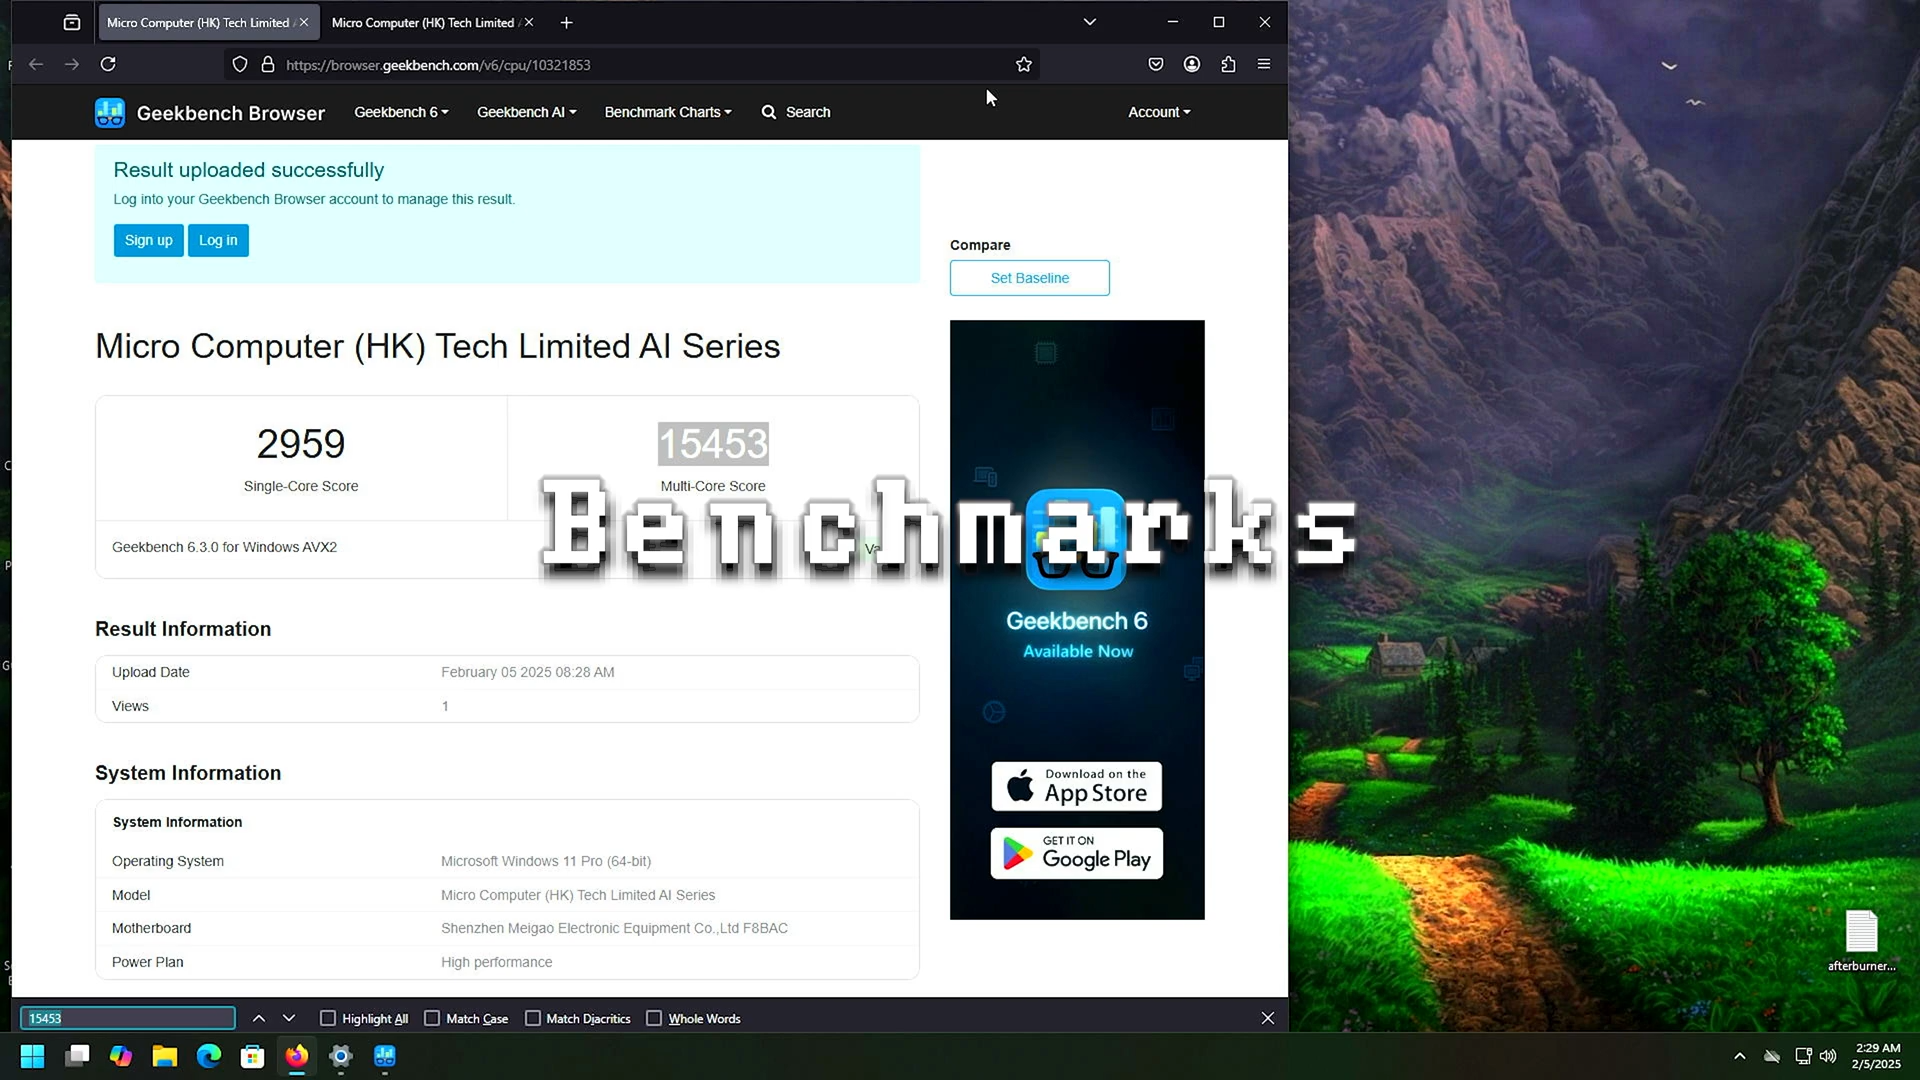 Micro Computer (HK) Tech Limited
Micro Computer (HK) Tech Limited
https://browser.geekbench.com/v6/cpu/10321853
Geekbench Browser
Geekbench 6
Geekbench AI
Benchmark Charts
Search
Account
Result uploaded successfully
Log into your Geekbench Browser account to manage this result.
Sign up
Log in
Compare
Set Baseline
Micro Computer (HK) Tech Limited AI Series
2959
Single-Core Score
15453
Multi-Core Score
Benchmarks
Geekbench 6.3.0 for Windows AVX2
Geekbench 6
Available Now
Download on the
App Store
GET IT ON
Google Play
Result Information
Upload Date February 05 2025 08:28 AM
Views 1
System Information
System Information
Operating System Microsoft Windows 11 Pro (64-bit)
Model Micro Computer (HK) Tech Limited AI Series
Motherboard Shenzhen Meigao Electronic Equipment Co.,Ltd F8BAC
Power Plan High performance
afterburner...
15453
Highlight All
Match Case
Match Diacritics
Whole Words
2:29 AM
2/5/2025